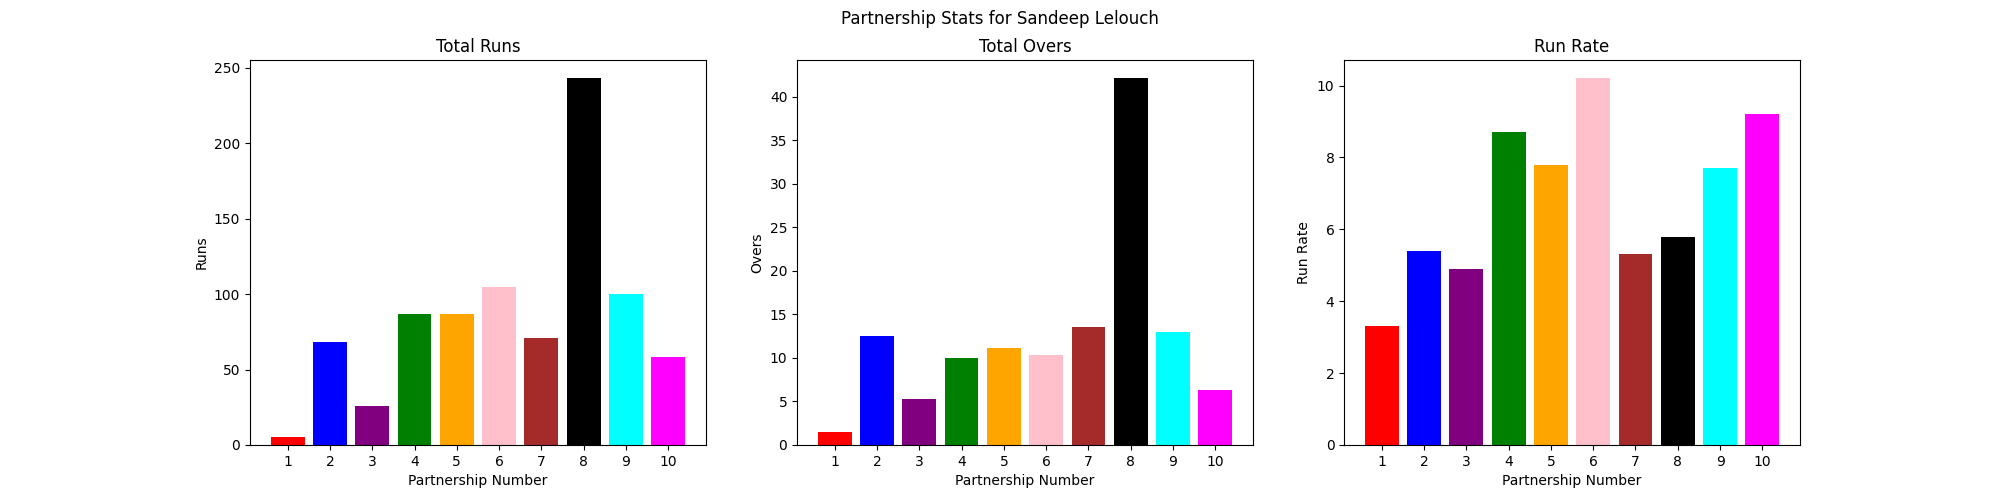 Partnership Stats for Sandeep Lelouch
Total Runs
Runs
250
200
150
100
50
0
1 2 3 4 5 6 7 8 9 10
Partnership Number
Total Overs
Overs
40
35
30
25
20
15
10
5
0
1 2 3 4 5 6 7 8 9 10
Partnership Number
Run Rate
Run Rate
10
8
6
4
2
0
1 2 3 4 5 6 7 8 9 10
Partnership Number